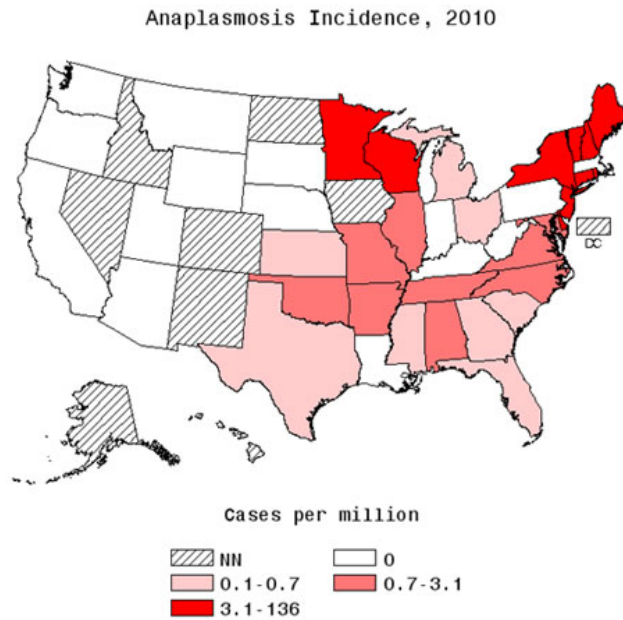 Anaplasmosis Incidence, 2010
DC
Cases per million
NN
0
0.1-0.7
0.7-3.1
3.1-136